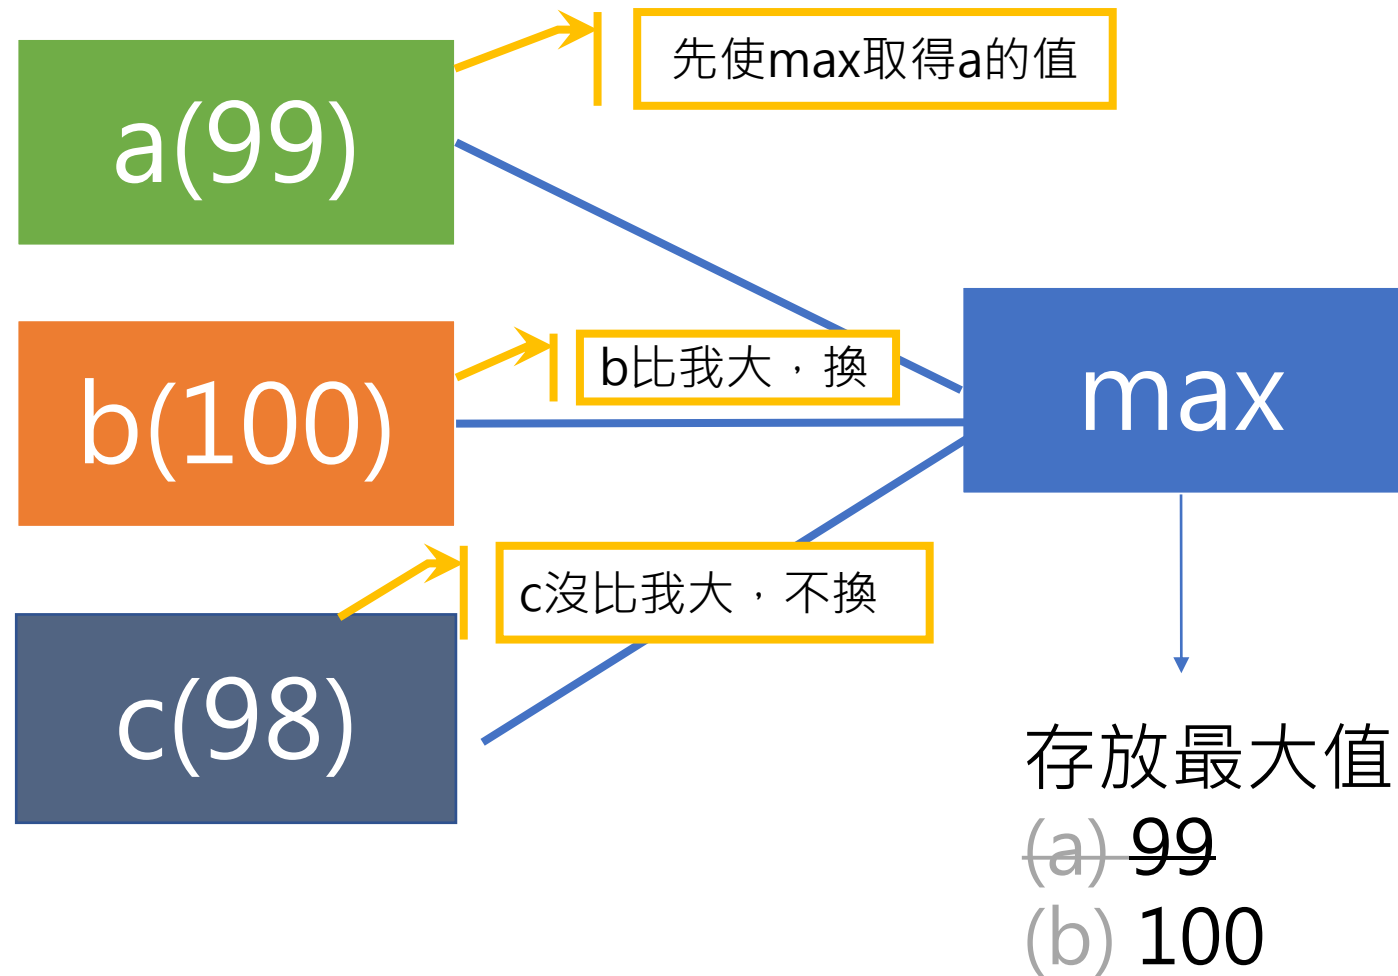 先使max取得a的值
a(99)
b比我大，換
b(100)
max
c沒比我大，不換
c(98)
存放最大值
(a) 99
(b) 100